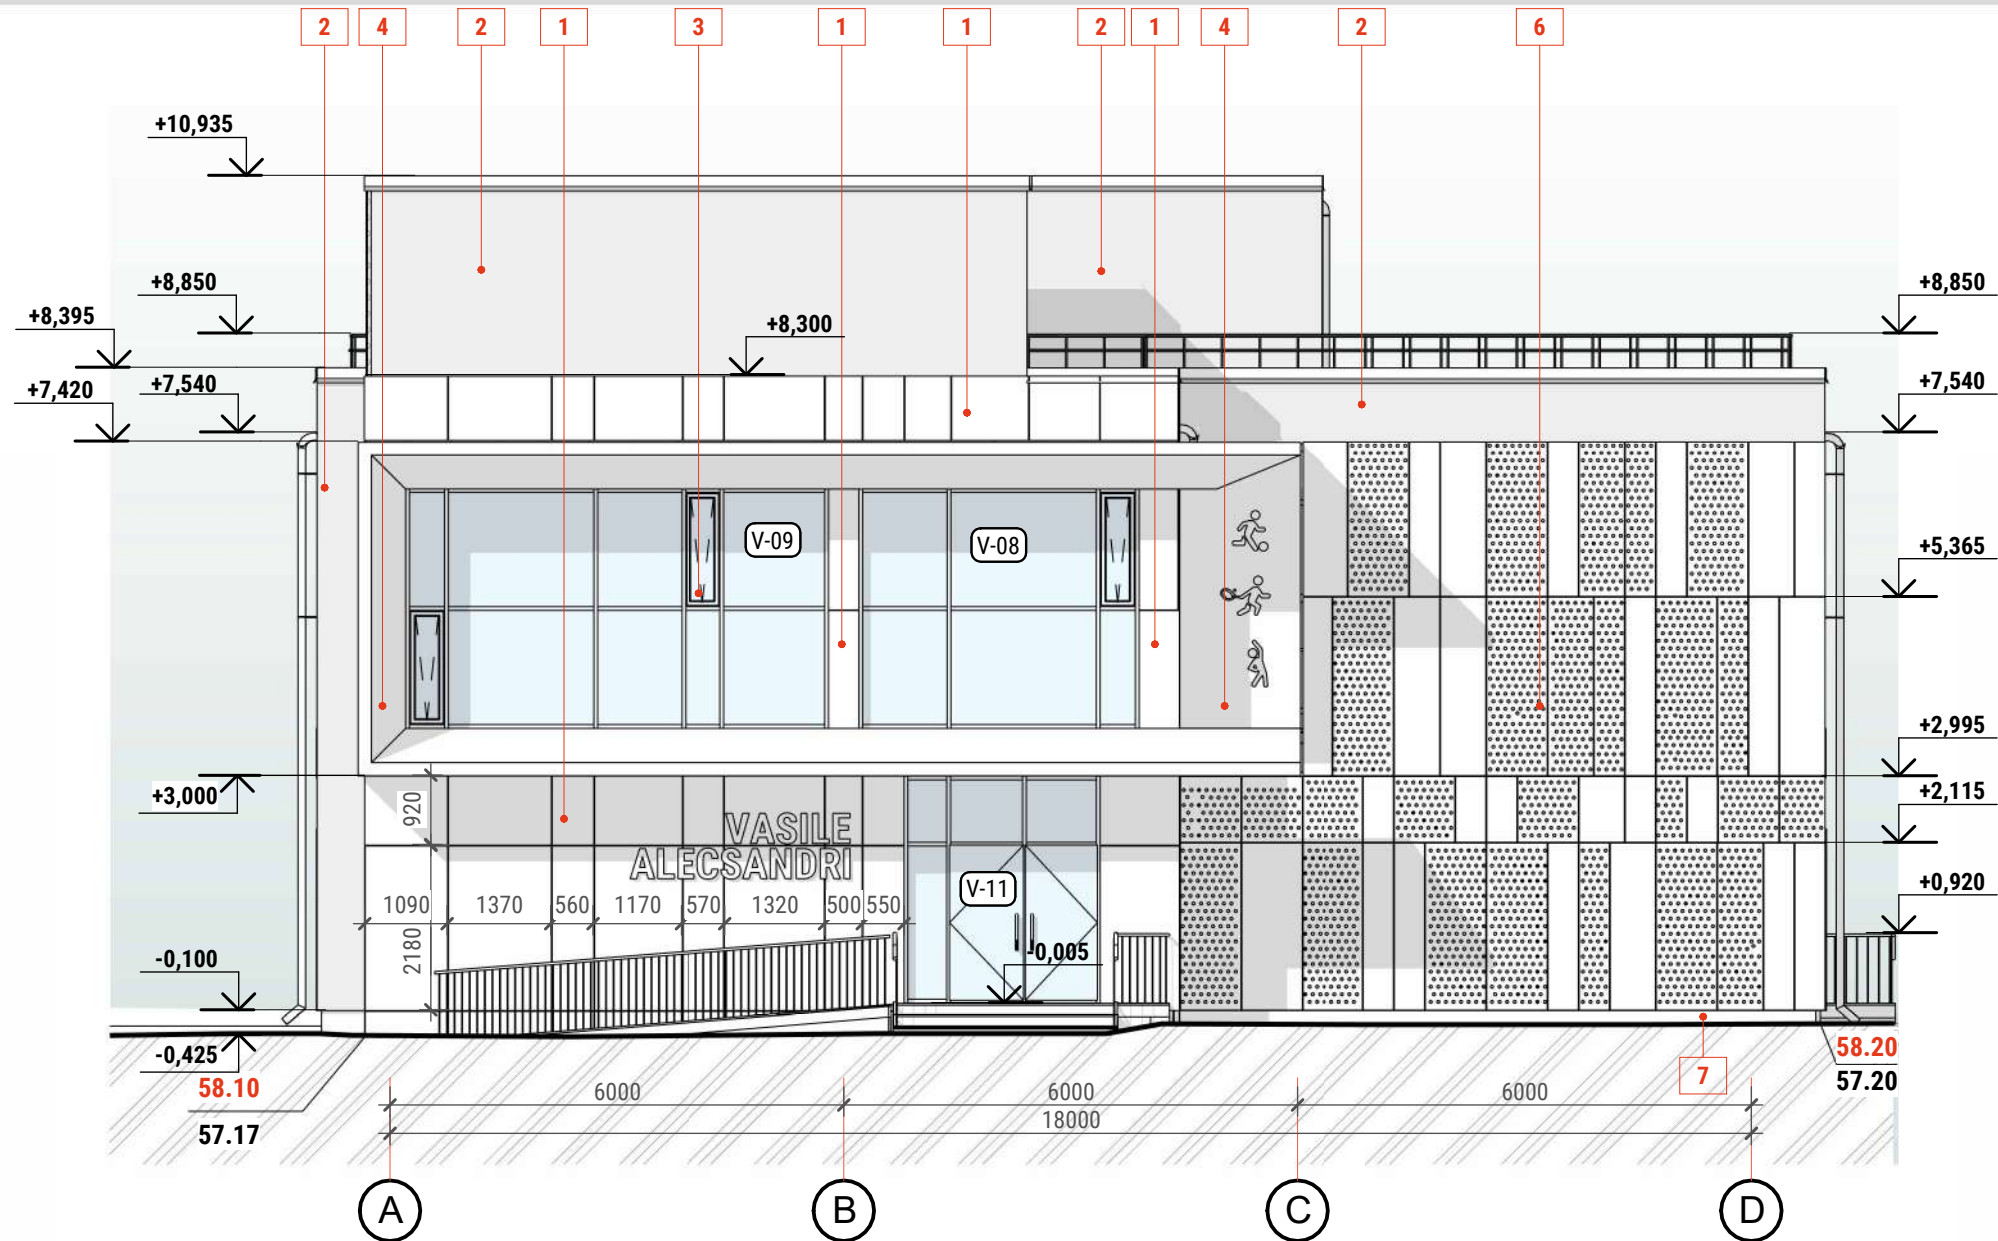 2 4 2 1 3 1 1 2 1 4 2 6
+10,935
+8,850
+8,850
+8,395
+8,300
+7,540
+7,420
+7,540
V-09
V-08
+5,365
+2,995
+3,000
920
+2,115
VASILE
ALECSANDRI
V-11
+0,920
1090 1370 560 1170 570 1320 500 550
2180
-0,100
-0,005
-0,425
58.10
57.17
58.20
57.20
7
6000 6000 6000
18000
A B C D